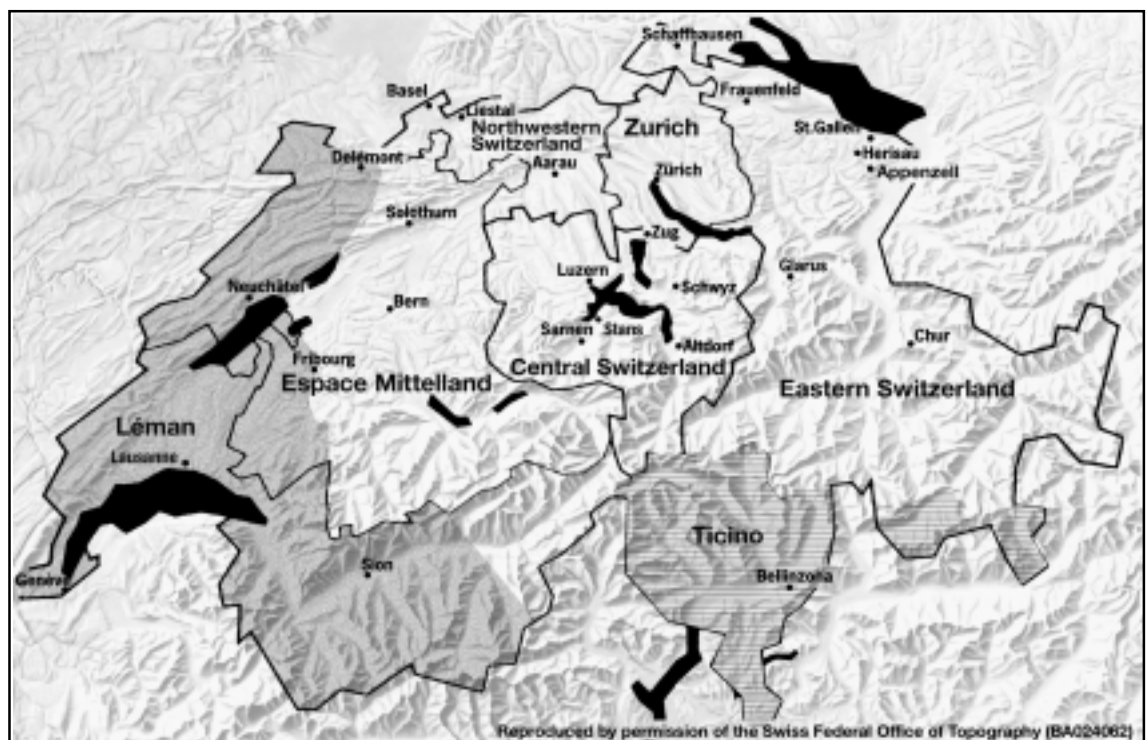 Schaffhausen
Basel
Liestal
Frauenfeld
Northwestern
Switzerland
Zurich
St.Gallen
Delémont
Aarau
Herisau
Appenzell
Zürich
Solothurn
Zug
Luzern
Glarus
Neuchâtel
Schwyz
Bern
Sarnen
Stans
Altdorf
Chur
Fribourg
Espace Mittelland
Central Switzerland
Eastern Switzerland
Léman
Lausanne
Ticino
Sion
Genève
Bellinzona
Reproduced by permission of the Swiss Federal Office of Topography (BA024062)